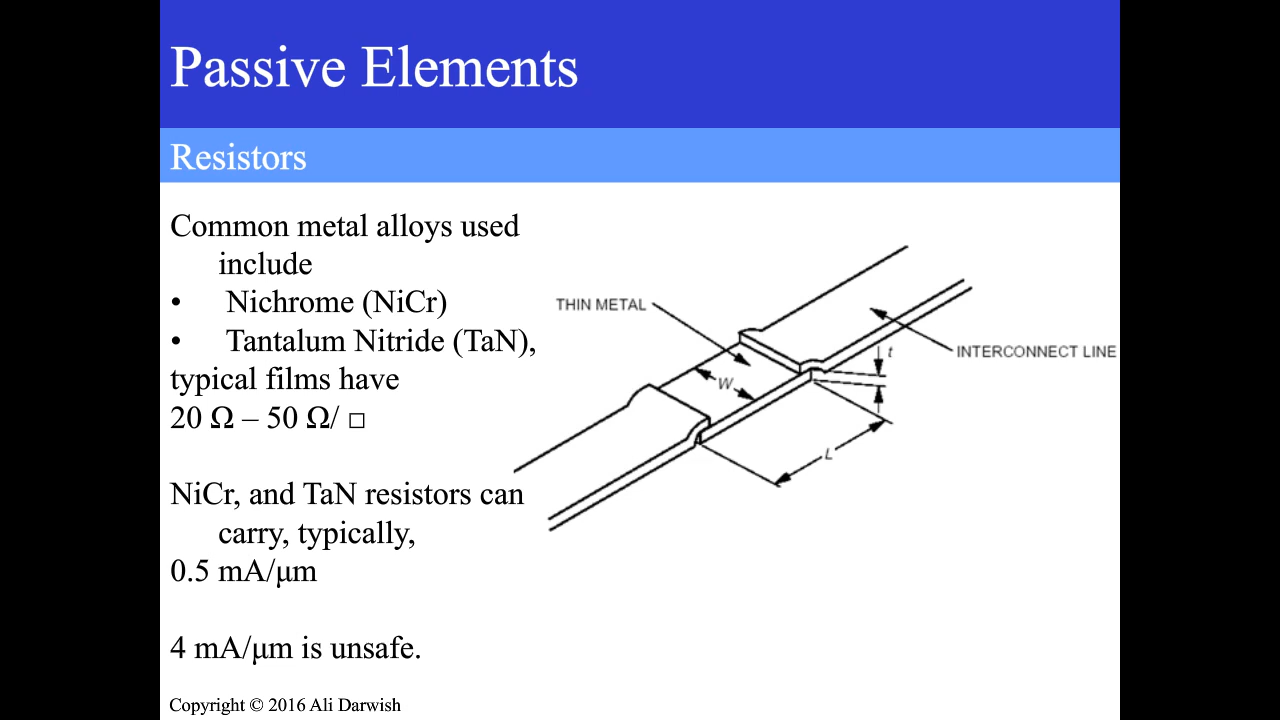 Passive Elements
Resistors
Common metal alloys used
include
• Nichrome (NiCr)
• Tantalum Nitride (TaN),
typical films have
20 Ω – 50 Ω/ □
NiCr, and TaN resistors can
carry, typically,
0.5 mA/μm
4 mA/μm is unsafe.
THIN METAL
W
t
INTERCONNECT LINE
L
Copyright © 2016 Ali Darwish